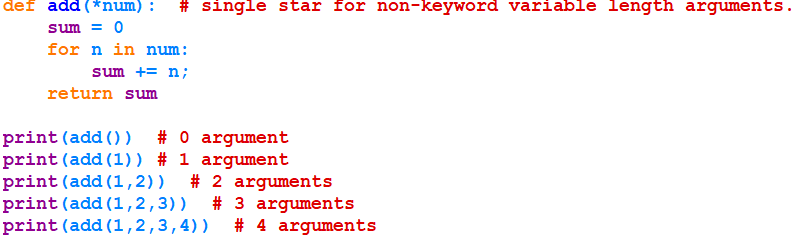 def add(*num):  # single star for non-keyword variable length arguments.
    sum = 0
    for n in num:
        sum += n;
    return sum

print(add())  # 0 argument
print(add(1)) # 1 argument
print(add(1,2))  # 2 arguments
print(add(1,2,3))  # 3 arguments
print(add(1,2,3,4))  # 4 arguments